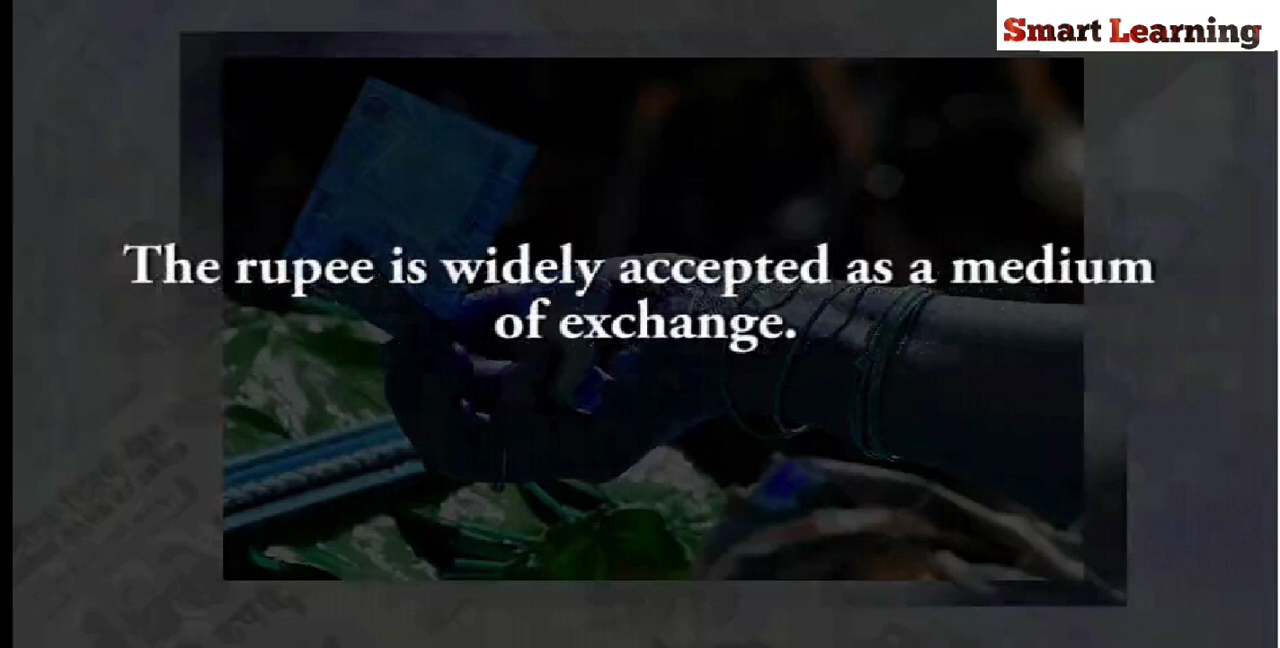 Smart Learning
The rupee is widely accepted as a medium
of exchange.